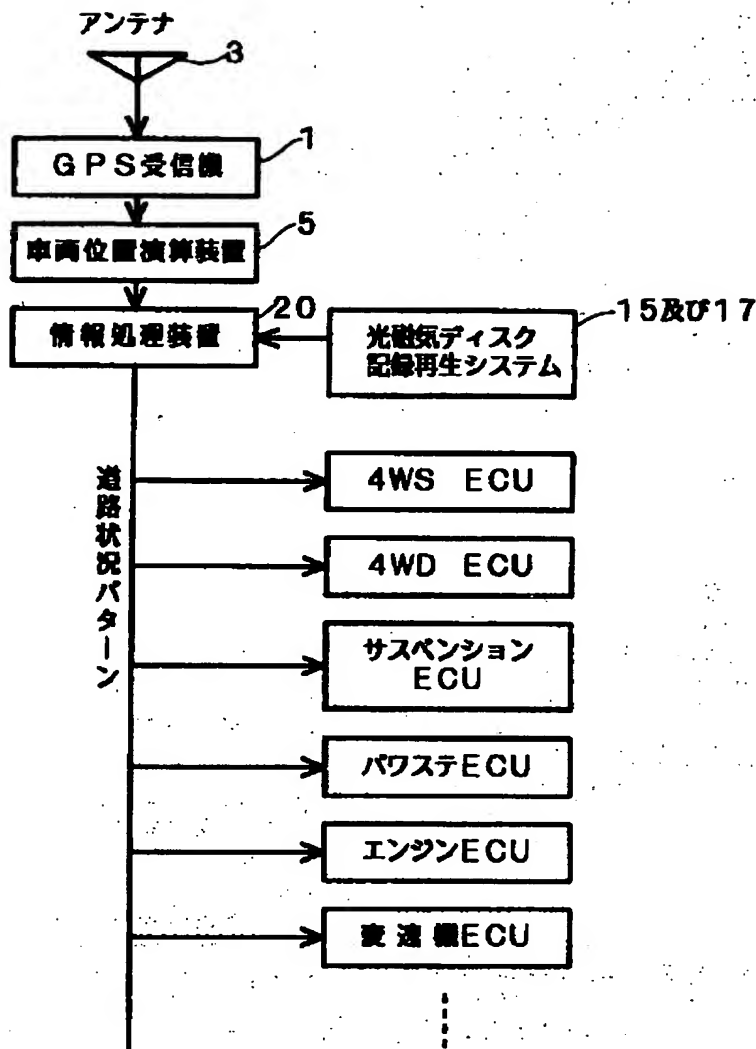 アンテナ
3
1
GPS受信機
5
車両位置演算装置
20
情報処理装置
15及び17
光磁気ディスク
記録再生システム
道路状況パターン
4WS ECU
4WD ECU
サスペンション
ECU
パワステECU
エンジンECU
変速機ECU